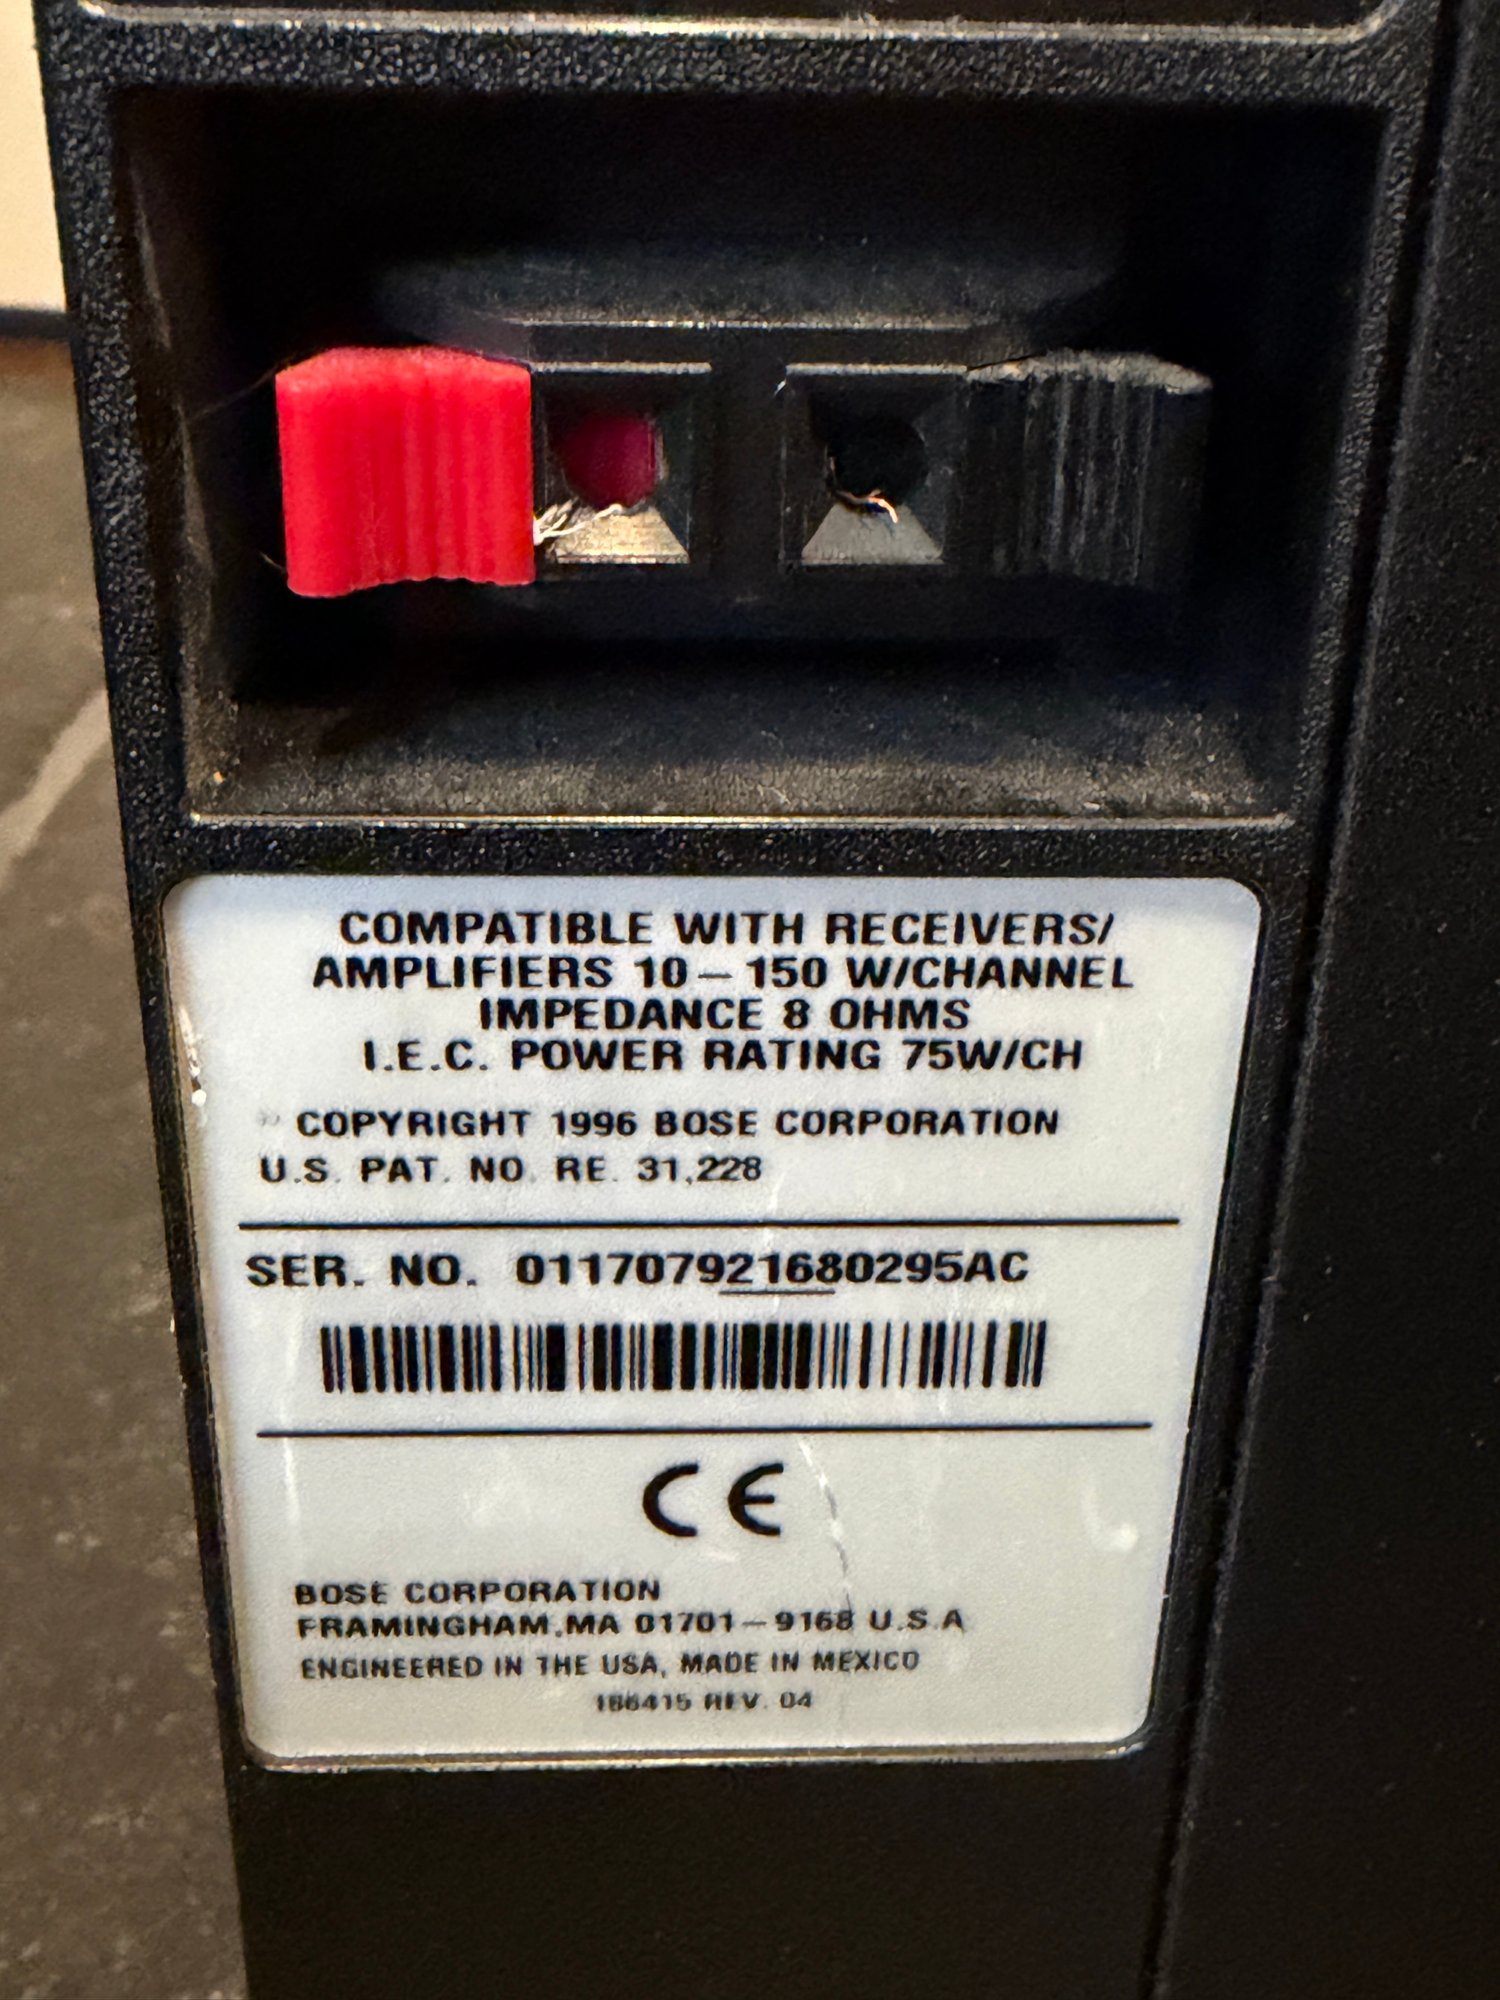 COMPATIBLE WITH RECEIVERS/
AMPLIFIERS 10–150 W/CHANNEL
IMPEDANCE 8 OHMS
I.E.C. POWER RATING 75W/CH
COPYRIGHT 1996 BOSE CORPORATION
U.S. PAT. NO. RE. 31,228
SER. NO. 011707921680295AC
CE
BOSE CORPORATION
FRAMINGHAM,MA 01701–9168 U.S.A
ENGINEERED IN THE USA, MADE IN MEXICO
REV. 04